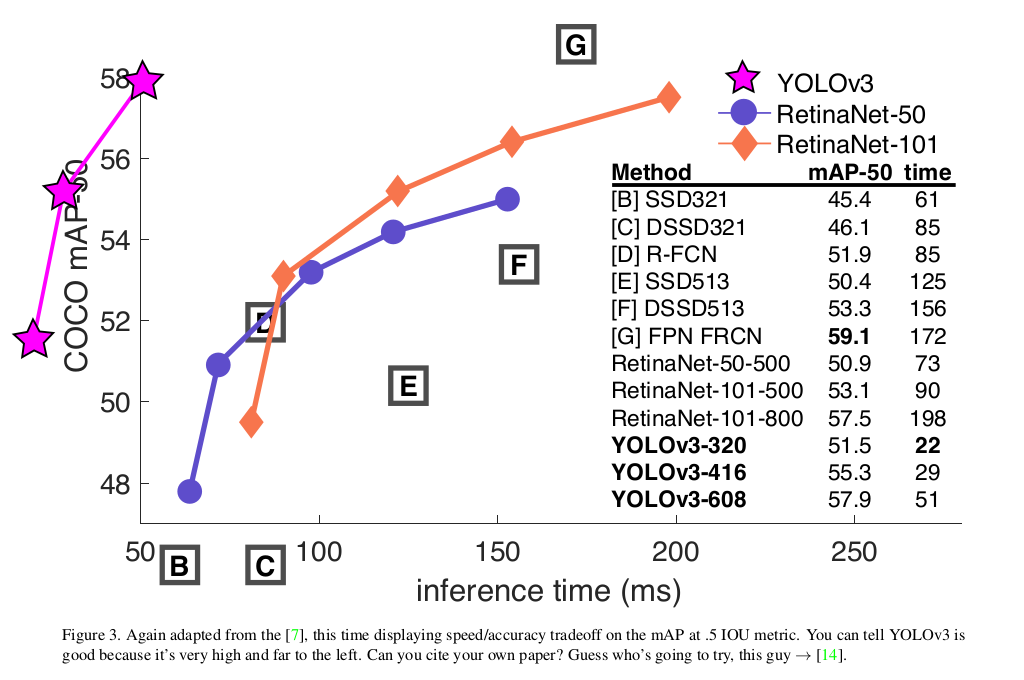 G
58
YOLOv3
RetinaNet-50
RetinaNet-101
56
54
52
50
48
COCO mAP-50
D
F
E
Method mAP-50 time
[B] SSD321 45.4 61
[C] DSSD321 46.1 85
[D] R-FCN 51.9 85
[E] SSD513 50.4 125
[F] DSSD513 53.3 156
[G] FPN FRCN 59.1 172
RetinaNet-50-500 50.9 73
RetinaNet-101-500 53.1 90
RetinaNet-101-800 57.5 198
YOLOv3-320 51.5 22
YOLOv3-416 55.3 29
YOLOv3-608 57.9 51
50 B C 100 150 200 250
inference time (ms)
Figure 3. Again adapted from the [7], this time displaying speed/accuracy tradeoff on the mAP at .5 IOU metric. You can tell YOLOv3 is
good because it's very high and far to the left. Can you cite your own paper? Guess who's going to try, this guy → [14].